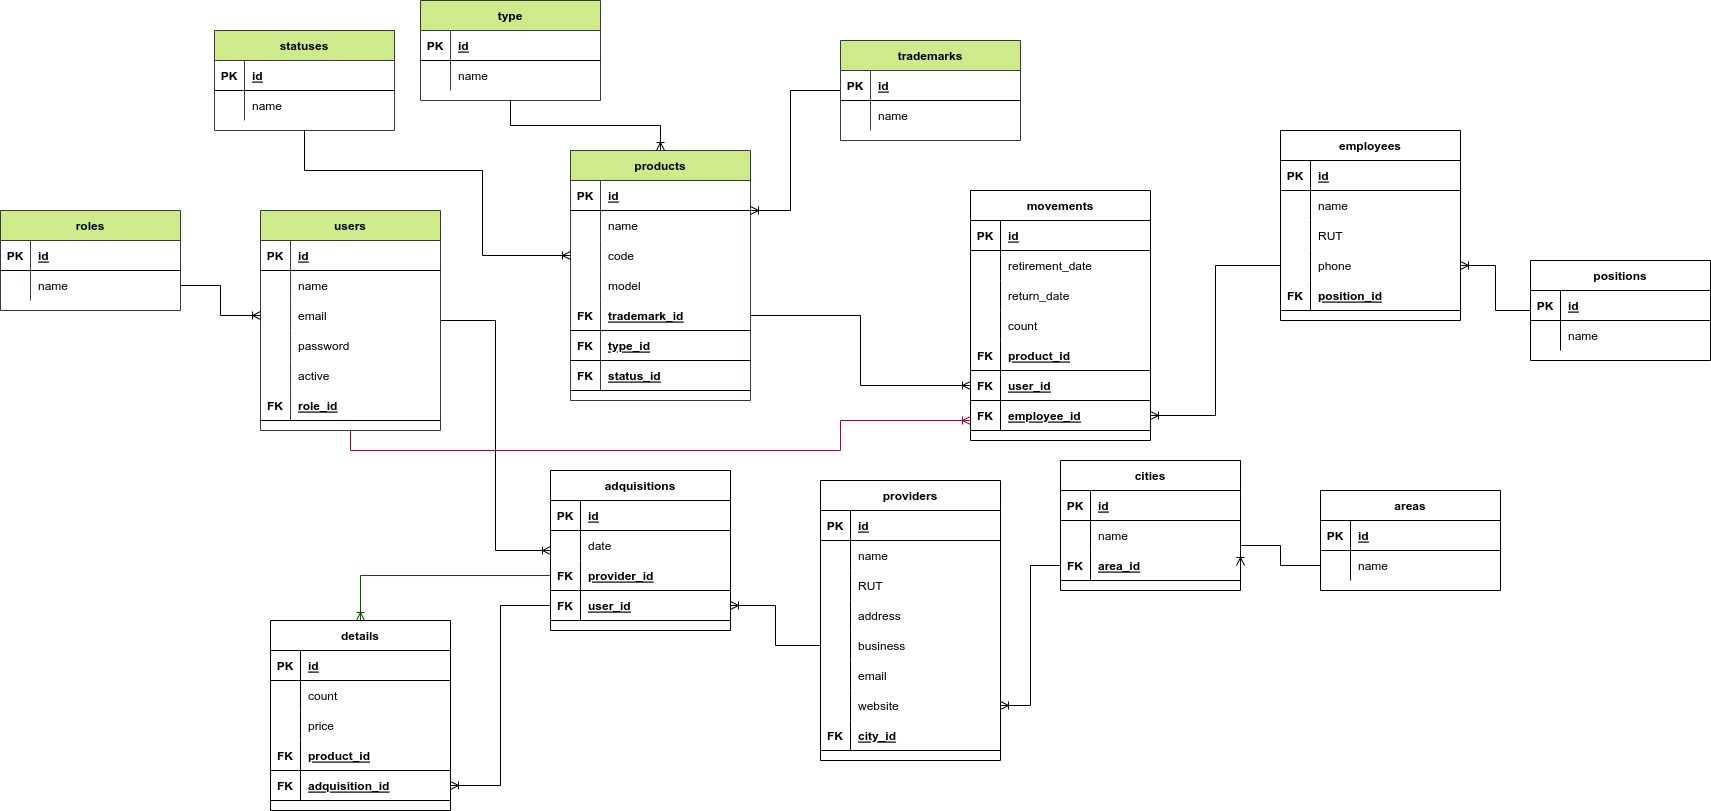 type
PK id
name
statuses
PK id
name
trademarks
PK id
name
products
PK id
name
code
model
FK trademark_id
FK type_id
FK status_id
employees
PK id
name
RUT
phone
FK position_id
movements
PK id
retirement_date
return_date
count
FK product_id
FK user_id
FK employee_id
roles
PK id
name
users
PK id
name
email
password
active
FK role_id
positions
PK id
name
adquisitions
PK id
date
FK provider_id
FK user_id
providers
PK id
name
RUT
address
business
email
website
FK city_id
cities
PK id
name
FK area_id
areas
PK id
name
details
PK id
count
price
FK product_id
FK adquisition_id